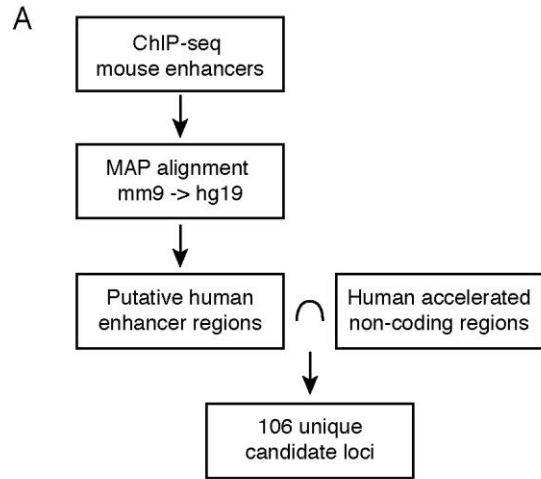 A
ChIP-seq
mouse enhancers
MAP alignment
mm9 -> hg19
Putative human
enhancer regions
∩
Human accelerated
non-coding regions
106 unique
candidate loci